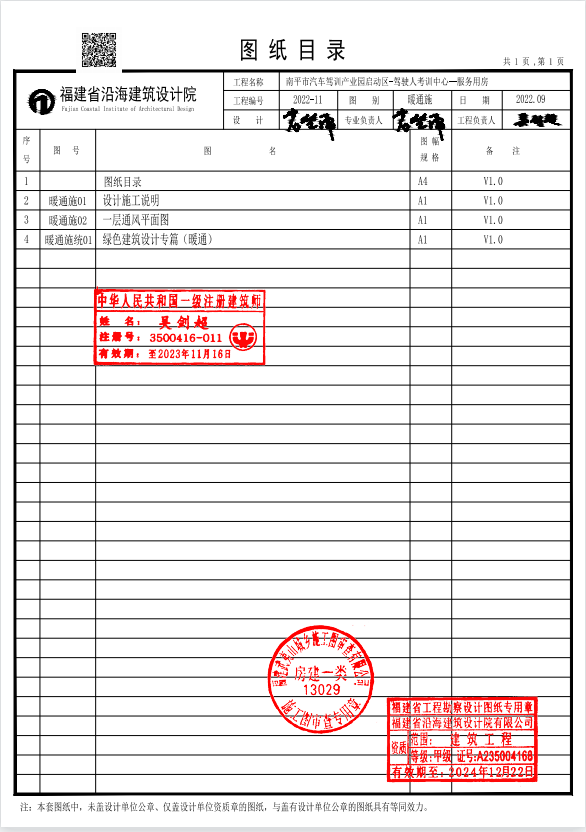 图纸目录
共 1 页 ,第 1 页
福建省沿海建筑设计院
Fujian Coastal Institute of Architectural Design
工程名称 南平市汽车驾训产业园启动区-驾驶人考训中心—服务用房
工程编号 2022-11 图 别 暖通施 日 期 2022.09
设 计 专业负责人 工程负责人
序号 图 号 图 名 图幅规格 备 注
1 图纸目录 A4 V1.0
2 暖通施01 设计施工说明 A1 V1.0
3 暖通施02 一层通风平面图 A1 V1.0
4 暖通施统01 绿色建筑设计专篇（暖通） A1 V1.0
中华人民共和国一级注册建筑师
姓 名: 吴剑超
注册号: 3500416-011
有效期: 至2023年11月16日
房建一类
13029
施工图审查专用章
福建省工程勘察设计图纸专用章
福建省沿海建筑设计院有限公司
资质 范围: 建筑工程
等级:甲级 证号:A235004168
有效期至:2024年12月22日
注: 本套图纸中，未盖设计单位公章、仅盖设计单位资质章的图纸，与盖有设计单位公章的图纸具有等同效力。